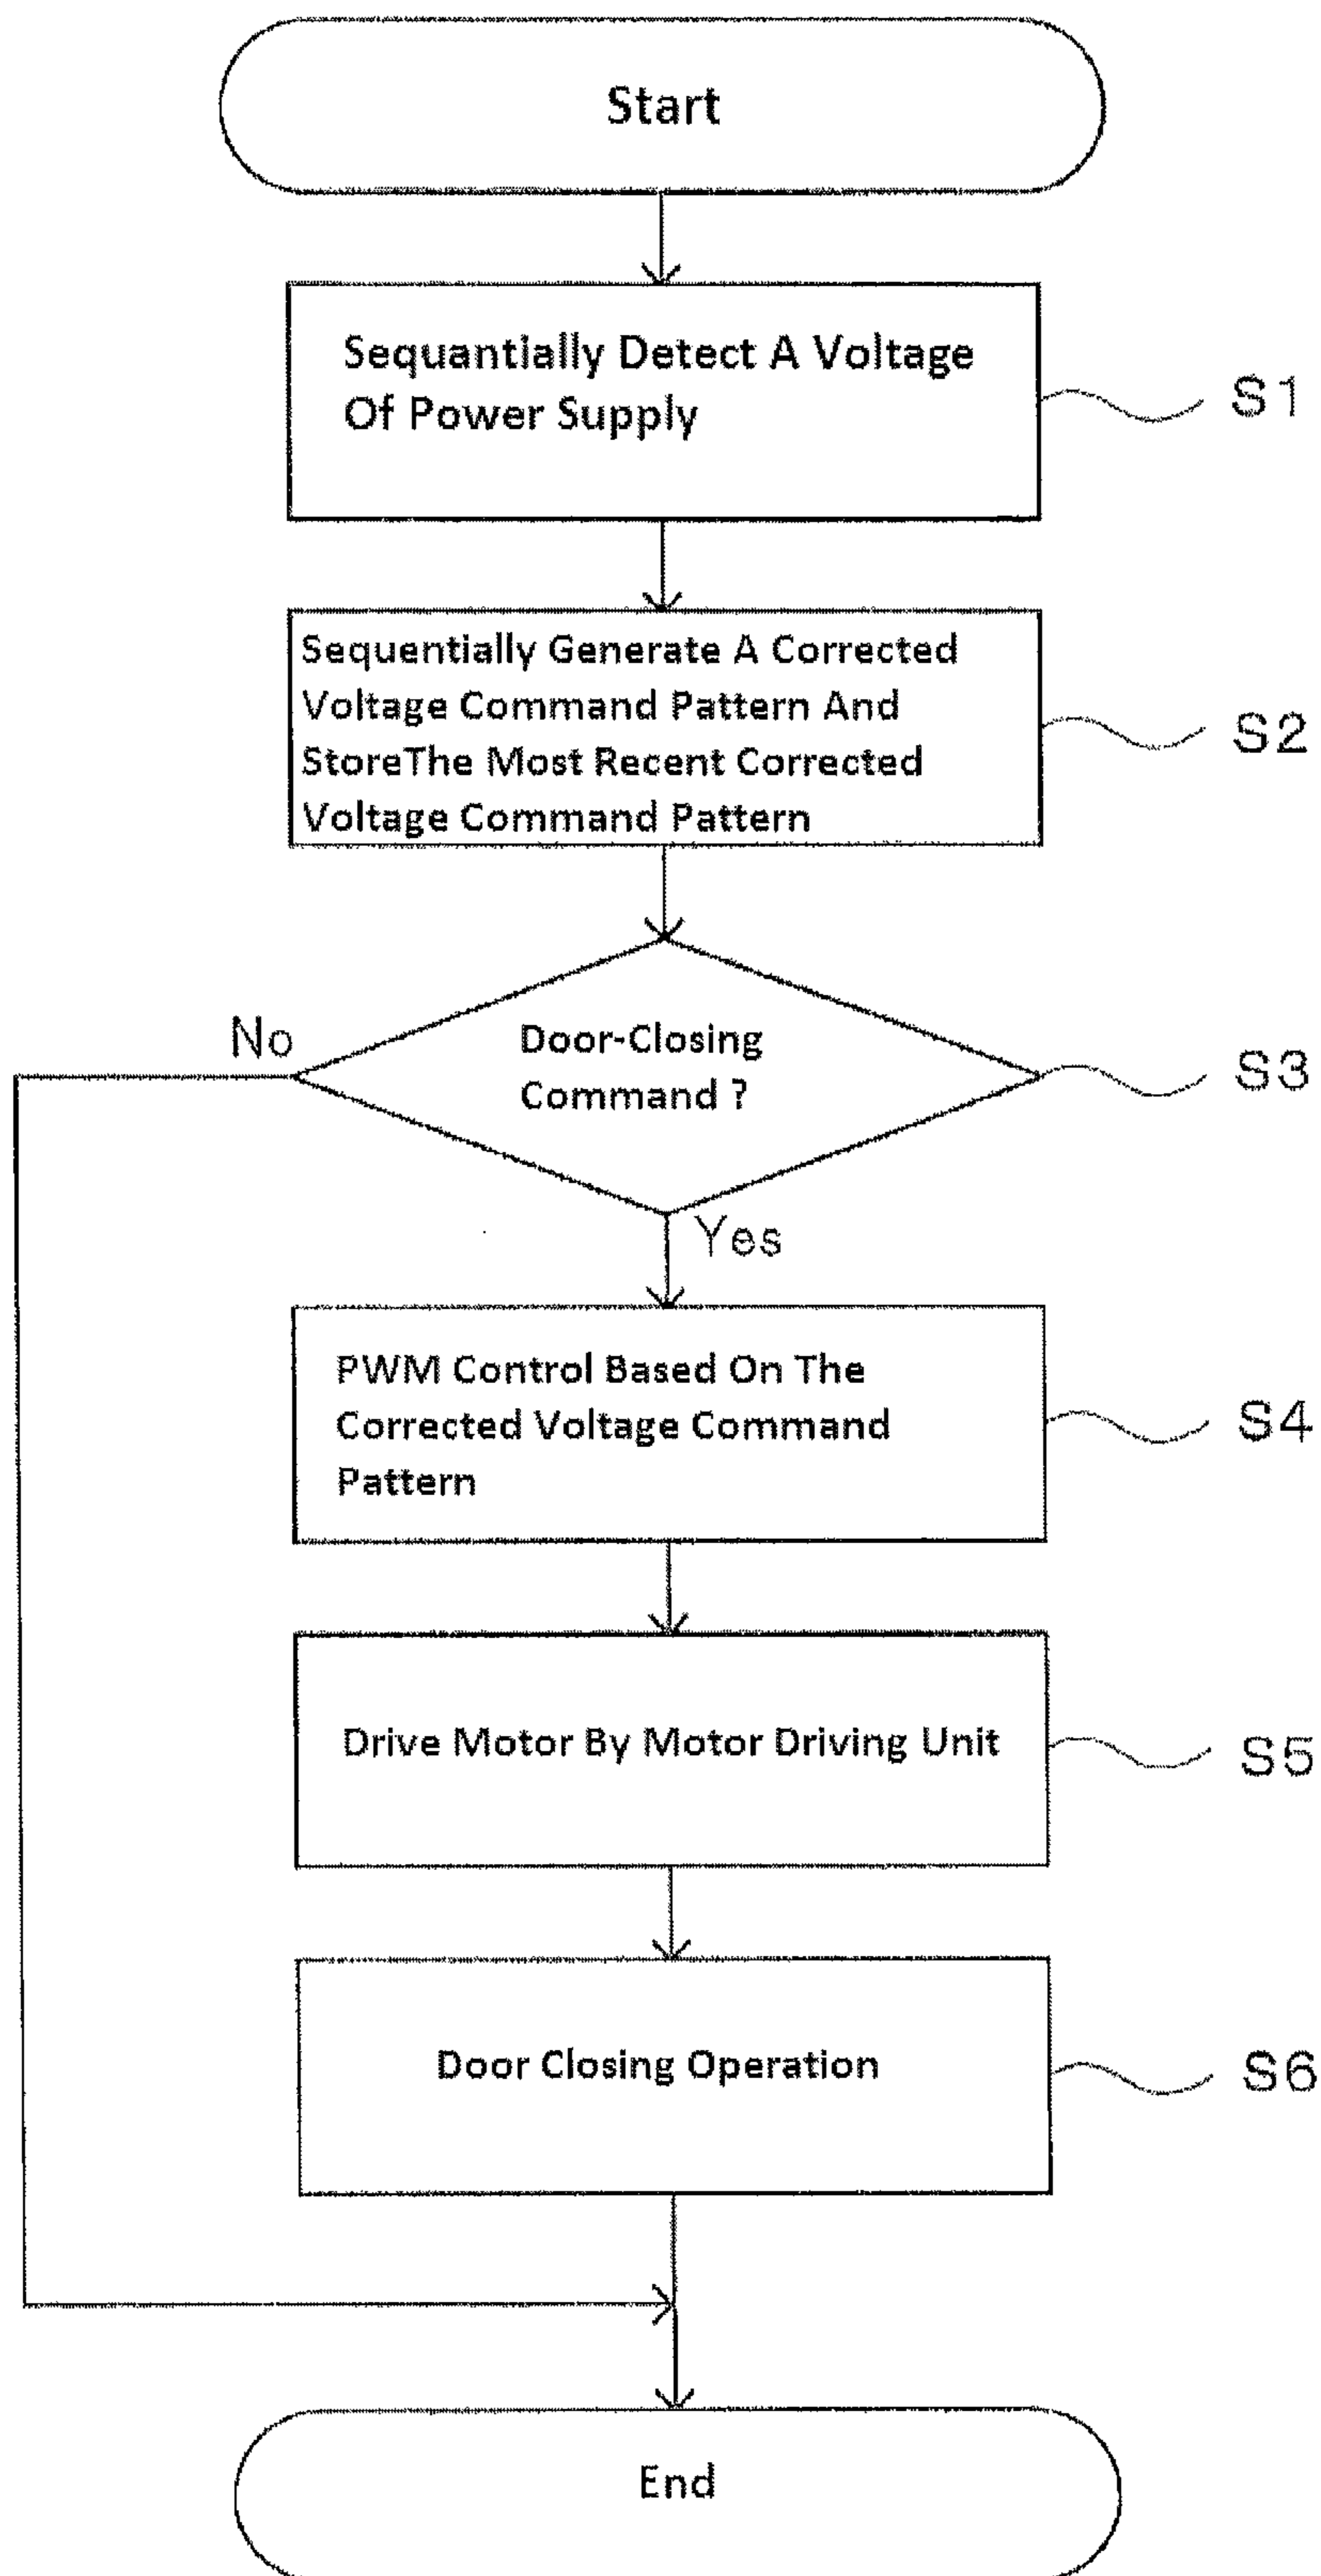 Start
Sequantially Detect A Voltage
Of Power Supply
S1
Sequentially Generate A Corrected
Voltage Command Pattern And
StoreThe Most Recent Corrected
Voltage Command Pattern
S2
No
Door-Closing
Command ?
S3
Yes
PWM Control Based On The
Corrected Voltage Command
Pattern
S4
Drive Motor By Motor Driving Unit
S5
Door Closing Operation
S6
End